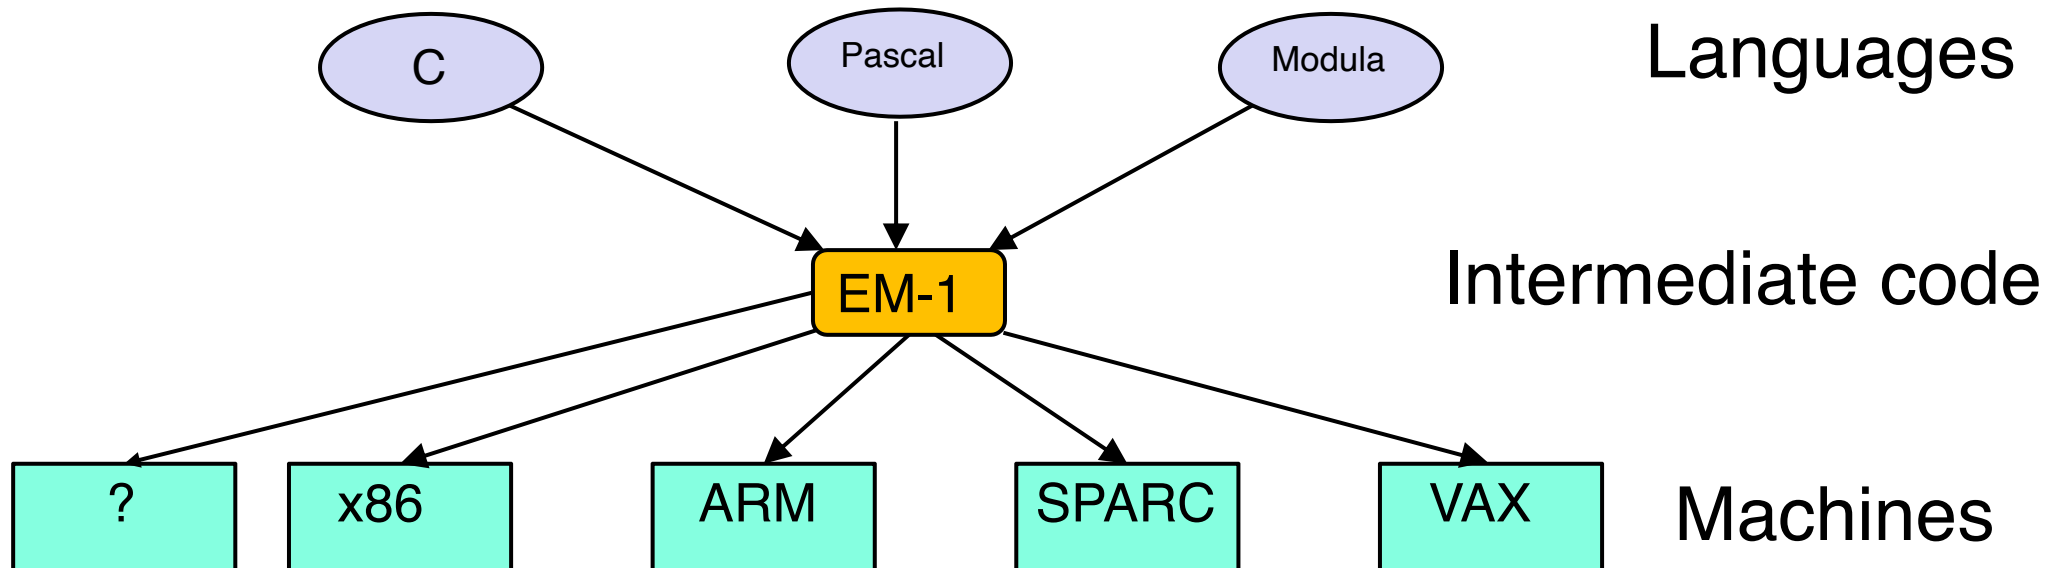 C
Pascal
Modula
Languages
EM-1
Intermediate code
?
x86
ARM
SPARC
VAX
Machines